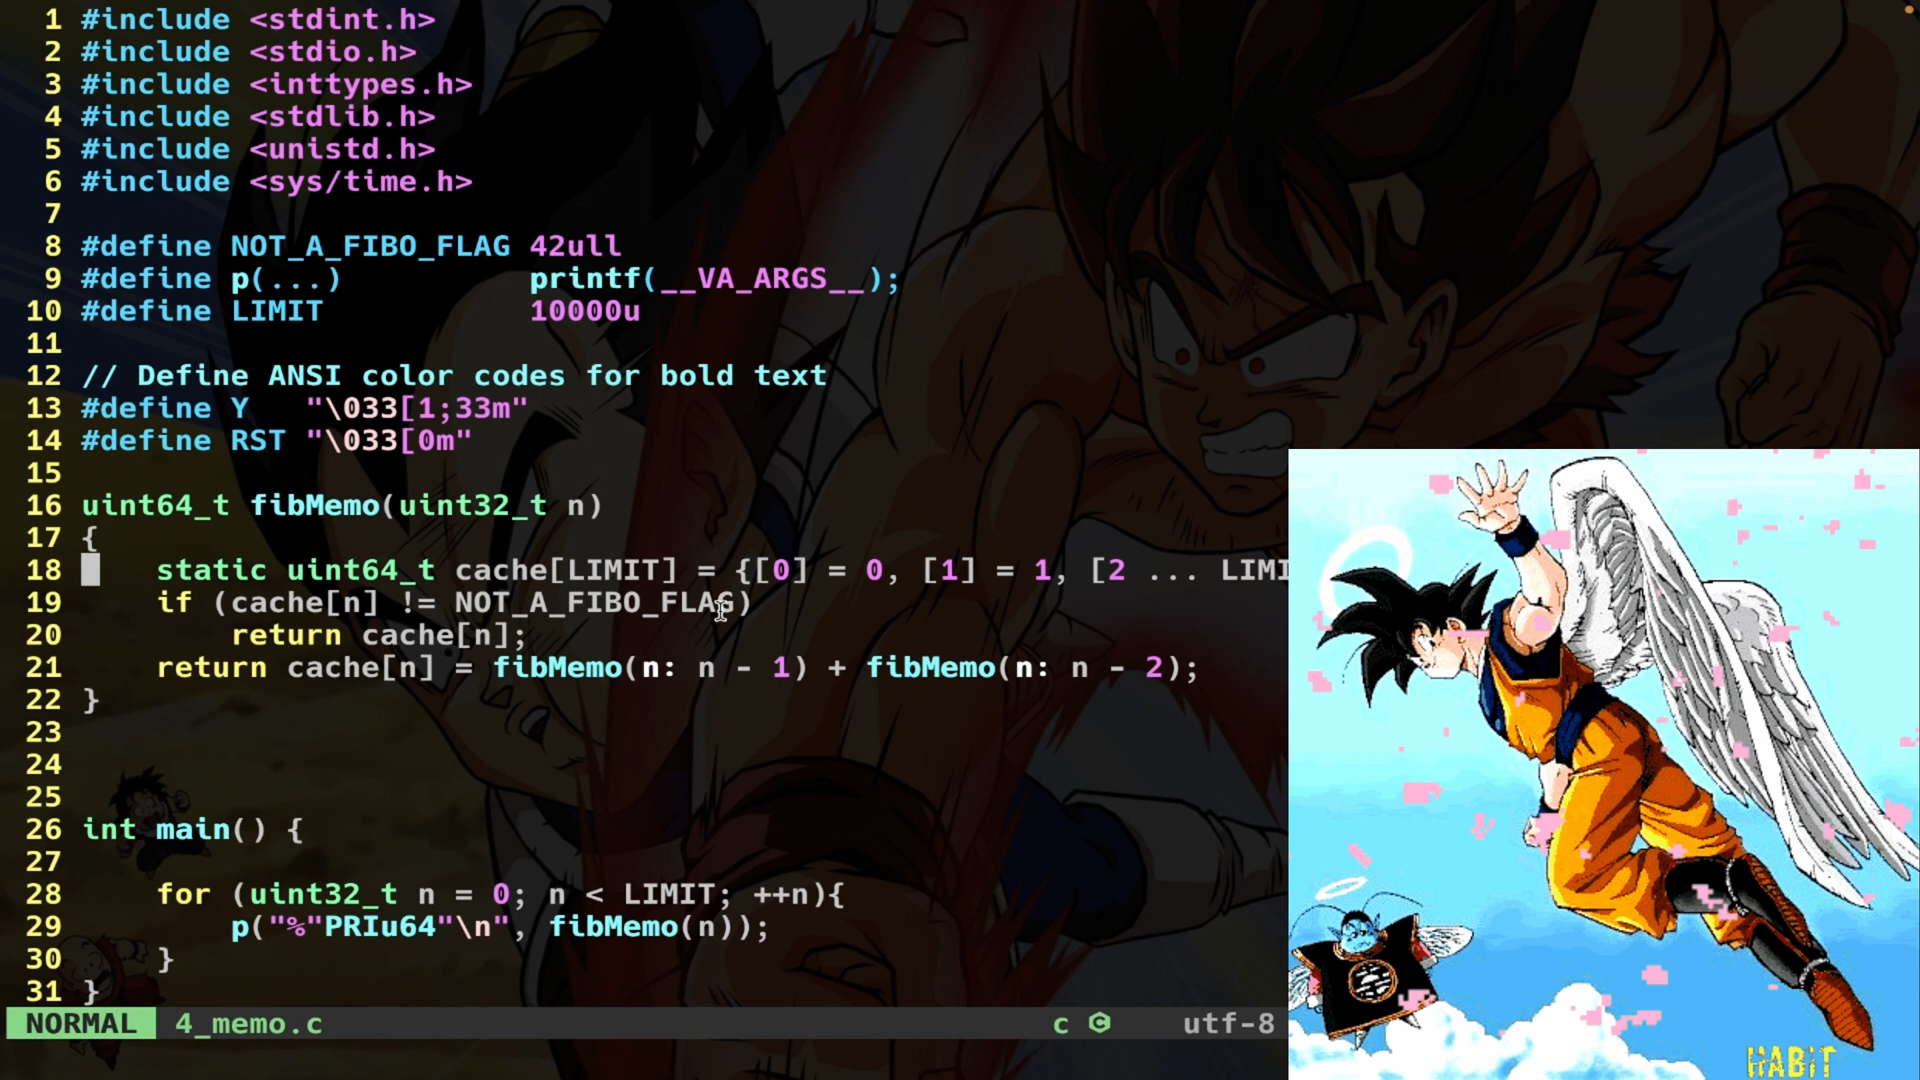 1 #include <stdint.h>
2 #include <stdio.h>
3 #include <inttypes.h>
4 #include <stdlib.h>
5 #include <unistd.h>
6 #include <sys/time.h>
7
8 #define NOT_A_FIBO_FLAG 42ull
9 #define p(...)          printf(__VA_ARGS__);
10 #define LIMIT           10000u
11
12 // Define ANSI color codes for bold text
13 #define Y   "\033[1;33m"
14 #define RST "\033[0m"
15
16 uint64_t fibMemo(uint32_t n)
17 {
18     static uint64_t cache[LIMIT] = {[0] = 0, [1] = 1, [2 ... LIMI
19     if (cache[n] != NOT_A_FIBO_FLAG)
20         return cache[n];
21     return cache[n] = fibMemo(n: n - 1) + fibMemo(n: n - 2);
22 }
23
24
25
26 int main() {
27
28     for (uint32_t n = 0; n < LIMIT; ++n){
29         p("%"PRIu64"\n", fibMemo(n));
30     }
31 }
NORMAL 4_memo.c c utf-8
HABIT